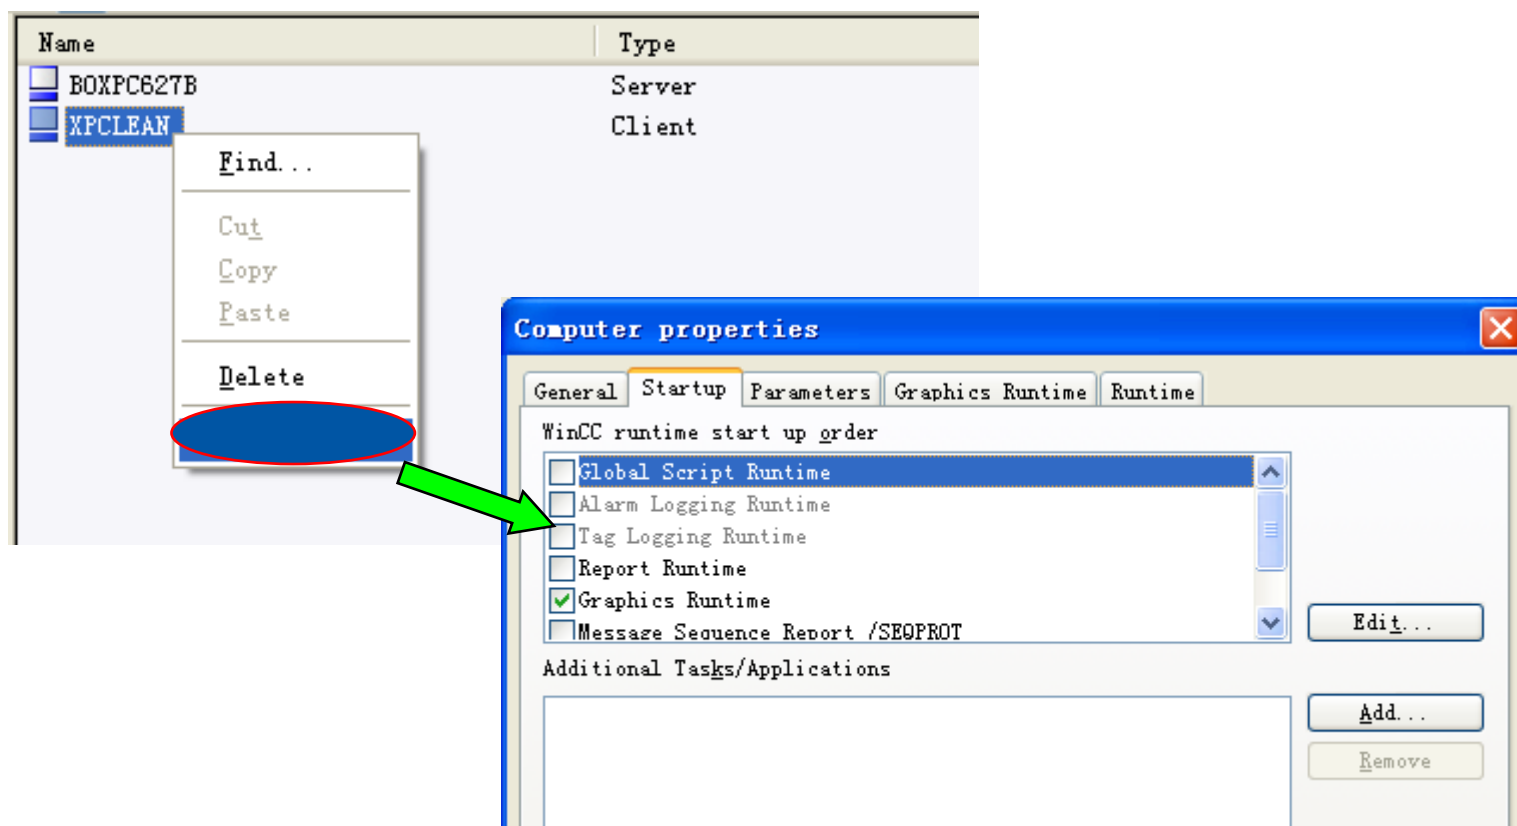 Name Type
BOXPC627B Server
XPCLEAN Client
Find...
Cut
Copy
Paste
Delete
Computer properties
General Startup Parameters Graphics Runtime Runtime
WinCC runtime start up order
Global Script Runtime
Alarm Logging Runtime
Tag Logging Runtime
Report Runtime
Graphics Runtime
Message Sequence Report /SEQPROT
Edit...
Additional Tasks/Applications
Add...
Remove